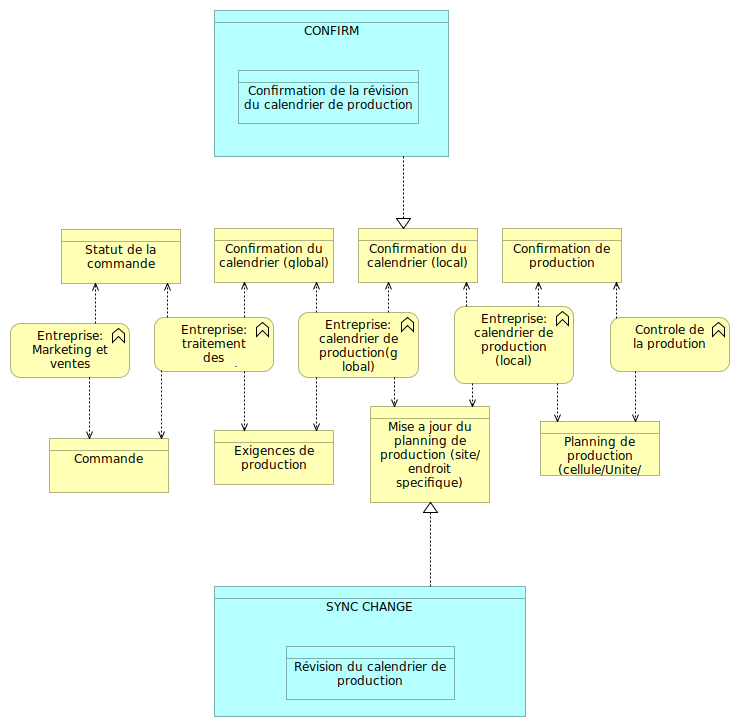 CONFIRM
Confirmation de la révision
du calendrier de production
Statut de la
commande
Confirmation du
calendrier (global)
Confirmation du
calendrier (local)
Confirmation de
production
Entreprise:
Marketing et
ventes
Entreprise:
traitement
des
Entreprise:
calendrier de
production(g
lobal)
Entreprise:
calendrier de
production
(local)
Controle de
la prodution
Commande
Exigences de
production
Mise a jour du
planning de
production (site/
endroit
specifique)
Planning de
production
(cellule/Unite/
SYNC CHANGE
Révision du calendrier de
production